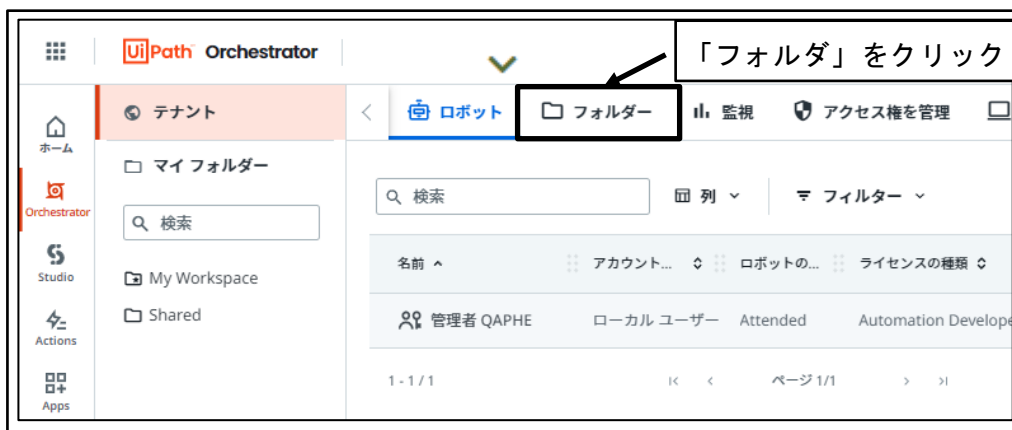 UiPath Orchestrator
「フォルダ」をクリック
テナント
ロボット フォルダー 監視 アクセス権を管理
ホーム
マイ フォルダー
Orchestrator
検索
検索 列 フィルター
Studio
My Workspace
名前 アカウント... ロボットの... ライセンスの種類
Actions
Shared
管理者 QAPHE ローカル ユーザー Attended Automation Develope
Apps
1 - 1 / 1 ページ 1/1